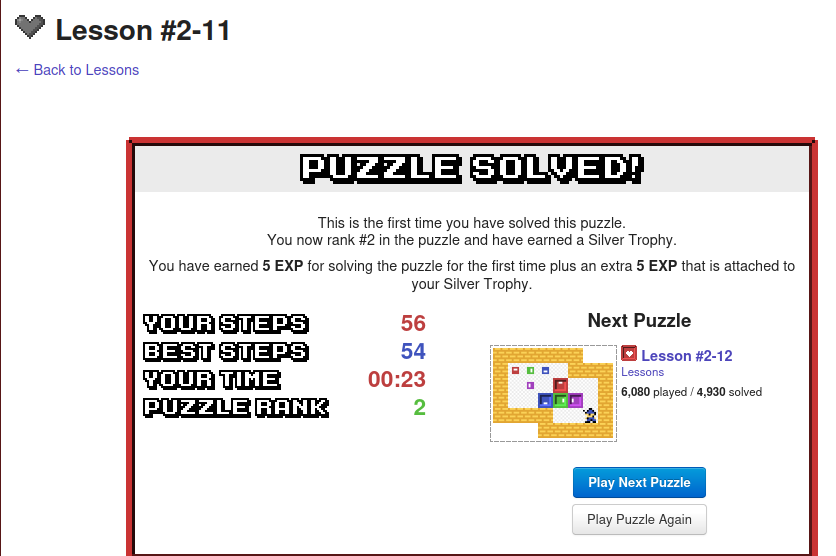 Lesson #2-11
← Back to Lessons
PUZZLE SOLVED!
This is the first time you have solved this puzzle.
You now rank #2 in the puzzle and have earned a Silver Trophy.
You have earned 5 EXP for solving the puzzle for the first time plus an extra 5 EXP that is attached to
your Silver Trophy.
YOUR STEPS 56
BEST STEPS 54
YOUR TIME 00:23
PUZZLE RANK 2
Next Puzzle
Lesson #2-12
Lessons
6,080 played / 4,930 solved
Play Next Puzzle
Play Puzzle Again